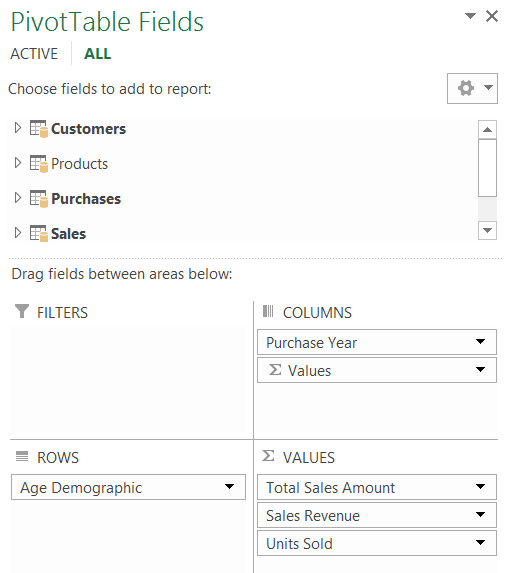 PivotTable Fields
ACTIVE ALL
Choose fields to add to report:
Customers
Products
Purchases
Sales
Drag fields between areas below:
FILTERS
COLUMNS
Purchase Year
Σ Values
ROWS
Age Demographic
Σ VALUES
Total Sales Amount
Sales Revenue
Units Sold